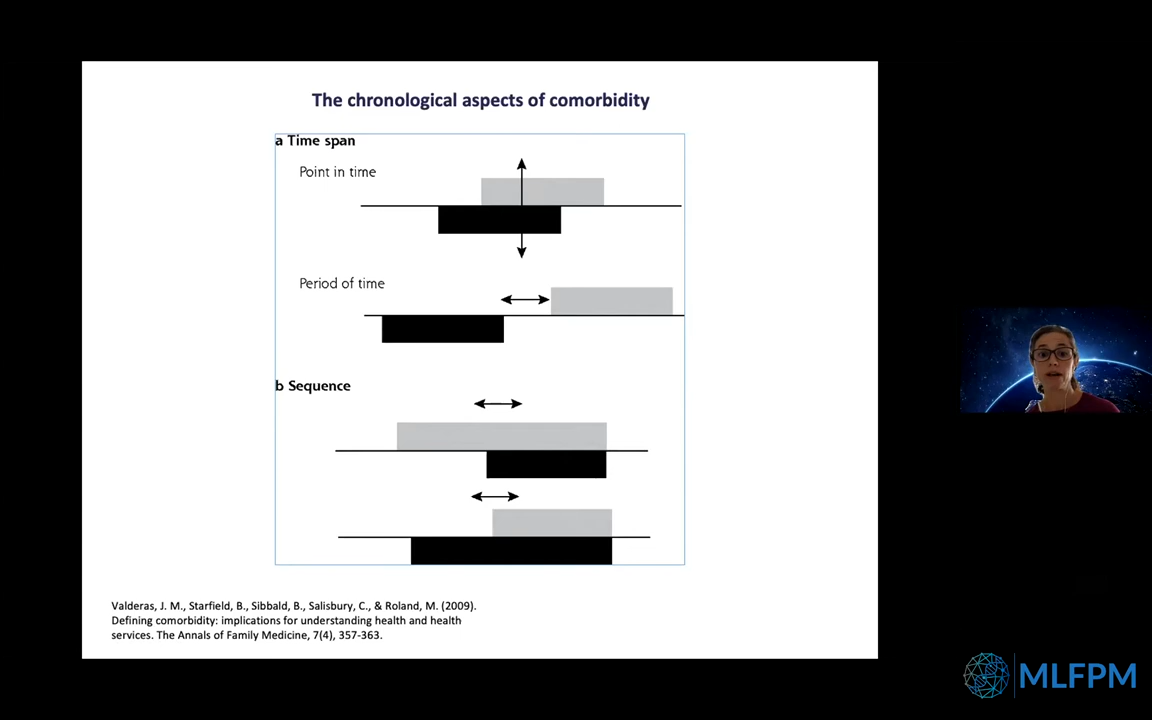 The chronological aspects of comorbidity
a Time span
Point in time
Period of time
b Sequence
Valderas, J. M., Starfield, B., Sibbald, B., Salisbury, C., & Roland, M. (2009).
Defining comorbidity: implications for understanding health and health
services. The Annals of Family Medicine, 7(4), 357-363.
MLFPM